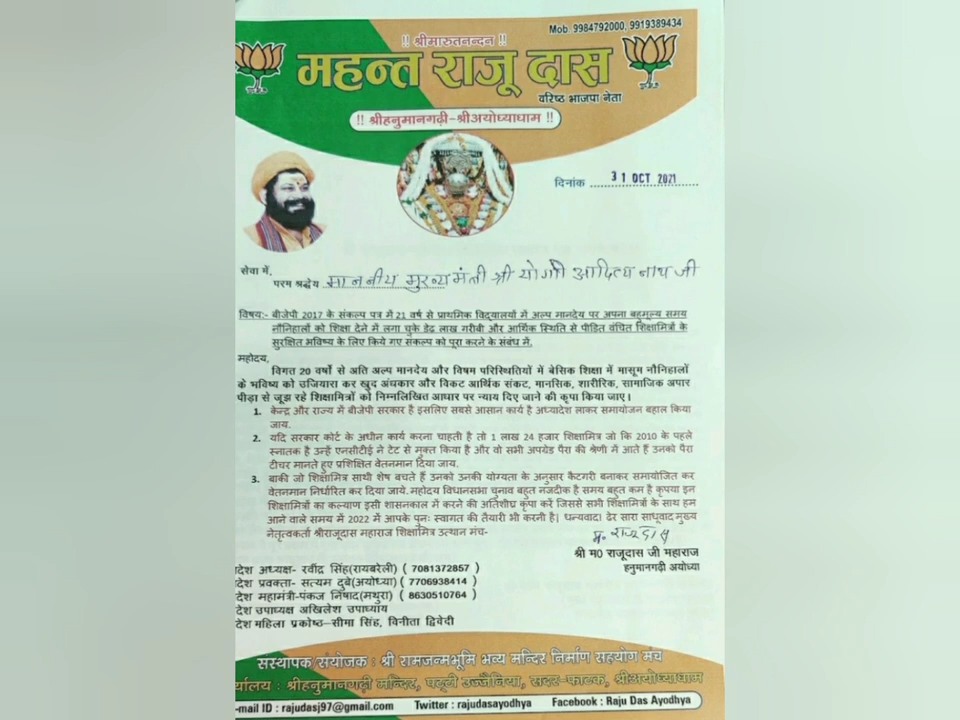 Mob: 9984792000, 9919389434
!! श्रीमारुतनन्दन !!
महन्त राजू दास
वरिष्ठ भाजपा नेता
!! श्रीहनुमानगढ़ी-श्रीअयोध्याधाम !!
दिनांक 31 OCT 2021
सेवा में,
परम श्रद्धेय माननीय मुख्य मंत्री श्री योगी आदित्य नाथ जी
विषय:- बीजेपी 2017 के संकल्प पत्र में 21 वर्ष से प्राथमिक विद्यालयों में अल्प मानदेय पर अपना बहुमूल्य समय
नौनिहालों को शिक्षा देने में लगा चुके डेढ़ लाख गरीबी और आर्थिक स्थिति से पीडित वंचित शिक्षामित्रों के
सुरक्षित अविष्य के लिए किये गए संकल्प को पूरा करने के संबंध में.
महोदय,
विगत 20 वर्षो से अति अल्प मानदेय और विषम परिस्थितियों में बेसिक शिक्षा में मासूम नौनिहालों
के भविष्य को उजियारा कर खुद अंधकार और विकट आर्थिक संकट, मानसिक, शारीरिक, सामाजिक अपार
पीड़ा से जूझ रहे शिक्षामित्रों को निम्नलिखित आधार पर न्याय दिए जाने की कृपा किया जाए।
1. केन्द्र और राज्य में बीजेपी सरकार है इसलिए सबसे आसान कार्य है अध्यादेश लाकर समायोजन बहाल किया
जाय.
2. यदि सरकार कोर्ट के अधीन कार्य करना चाहती है तो 1 लाख 24 हजार शिक्षामित्र जो कि 2010 के पहले
स्नातक है उन्हें एनसीटीई ने टेट से मुक्त किया है और वो सभी अपग्रेड पैरा की श्रेणी में आते हैं उनको पैरा
टीचर मानते हुए प्रशिक्षित वेतनमान दिया जाय.
3. बाकी जो शिक्षामित्र साथी शेष बचते हैं उनको उनकी योग्यता के अनुसार कैटगरी बनाकर समायोजित कर
वेतनमान निर्धारित कर दिया जाये. महोदय विधानसभा चुनाव बहुत नजदीक है समय बहुत कम है कृपया इन
शिक्षामित्रों का कल्याण इसी शासनकाल में करने की अतिशीघ्र कृपा करें जिससे सभी शिक्षामित्रों के साथ हम
आने वाले समय में 2022 में आपके पुनः स्वागत की तैयारी भी करनी है। धन्यवाद! ढेर सारा साधूवाद मुख्य
नेतृत्वकर्ता श्रीराजूदास महाराज शिक्षामित्र उत्थान मंच-
म. राजूदास
श्री म0 राजूदास जी महाराज
हनुमानगढ़ी अयोध्या
देश अध्यक्ष- रवींद्र सिंह(रायबरेली) ( 7081372857 )
देश प्रवक्ता- सत्यम दुबे(अयोध्या) ( 7706938414 )
देश महामंत्री-पंकज निषाद(मथुरा) ( 8630510764 )
देश उपाध्यक्ष अखिलेश उपाध्याय
देश महिला प्रकोष्ठ–सीमा सिंह, विनीता द्विवेदी
संस्थापक/संयोजक : श्री रामजन्मभूमि भव्य मन्दिर निर्माण सहयोग मंच
र्यालय : श्रीहनुमानगढ़ी मन्दिर, पट्टी उज्जैनिया, सदर-फाटक, श्रीअयोध्याधाम
-mail ID : rajudasj97@gmail.com Twitter : rajudasayodhya Facebook : Raju Das Ayodhya